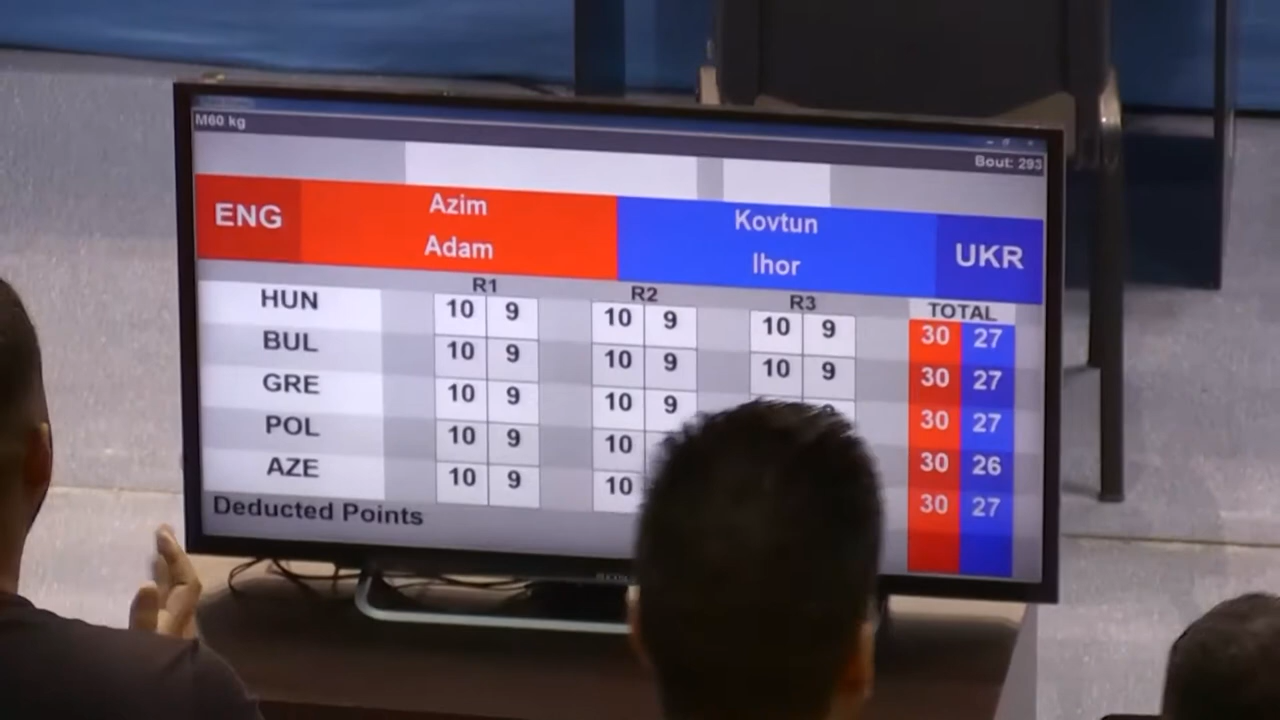 M60 kg
Bout: 293
ENG Azim Adam Kovtun Ihor UKR
R1 R2 R3 TOTAL
HUN 10 9 10 9 10 9 30 27
BUL 10 9 10 9 10 9 30 27
GRE 10 9 10 9 30 27
POL 10 9 10 30 26
AZE 10 9 10 30 27
Deducted Points